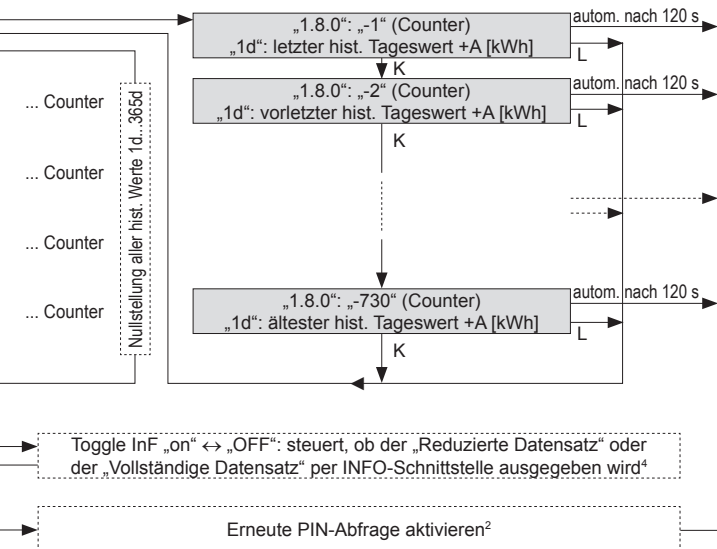 „1.8.0“: „-1“ (Counter)
„1d“: letzter hist. Tageswert +A [kWh]
autom. nach 120 s
L
K
„1.8.0“: „-2“ (Counter)
„1d“: vorletzter hist. Tageswert +A [kWh]
autom. nach 120 s
L
K
... Counter
... Counter
... Counter
... Counter
Nullstellung aller hist. Werte 1d...365d
„1.8.0“: „-730“ (Counter)
„1d“: ältester hist. Tageswert +A [kWh]
autom. nach 120 s
L
K
Toggle InF „on“ ↔ „OFF“: steuert, ob der „Reduzierte Datensatz“ oder
der „Vollständige Datensatz“ per INFO-Schnittstelle ausgegeben wird⁴
Erneute PIN-Abfrage aktivieren²